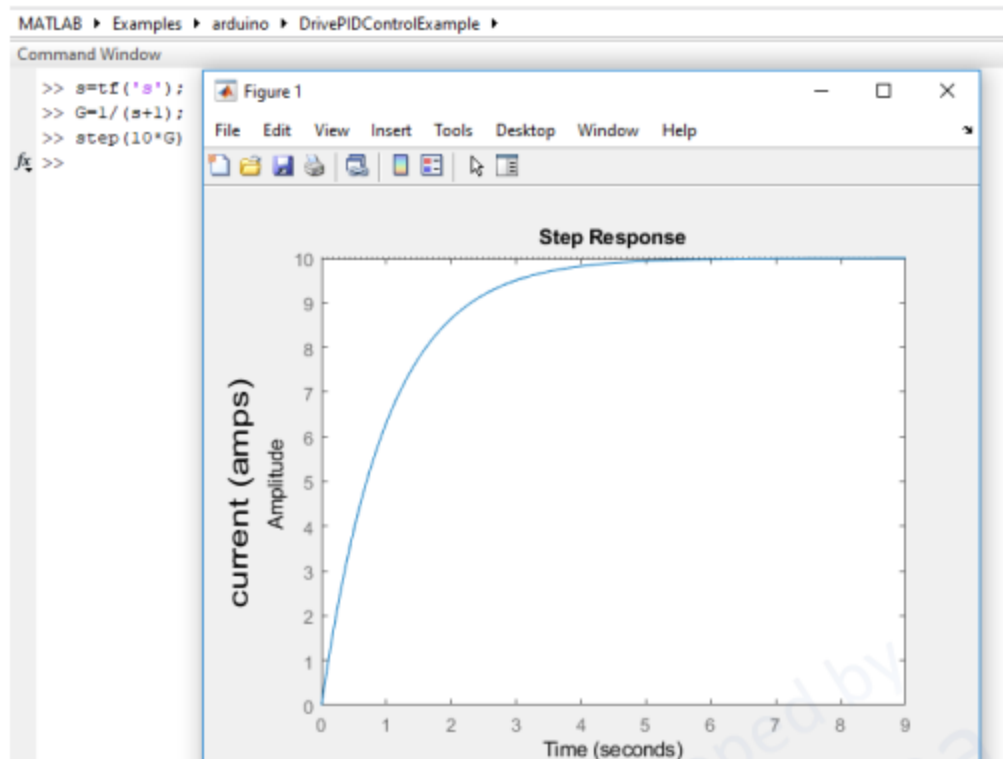 MATLAB ▸ Examples ▸ arduino ▸ DrivePIDControlExample ▸
Command Window
>> s=tf('s');
>> G=1/(s+1);
>> step(10*G)
fx >>
Figure 1
File Edit View Insert Tools Desktop Window Help
Step Response
10
9
8
7
6
5
4
3
2
1
0
current (amps)
Amplitude
0 1 2 3 4 5 6 7 8 9
Time (seconds)